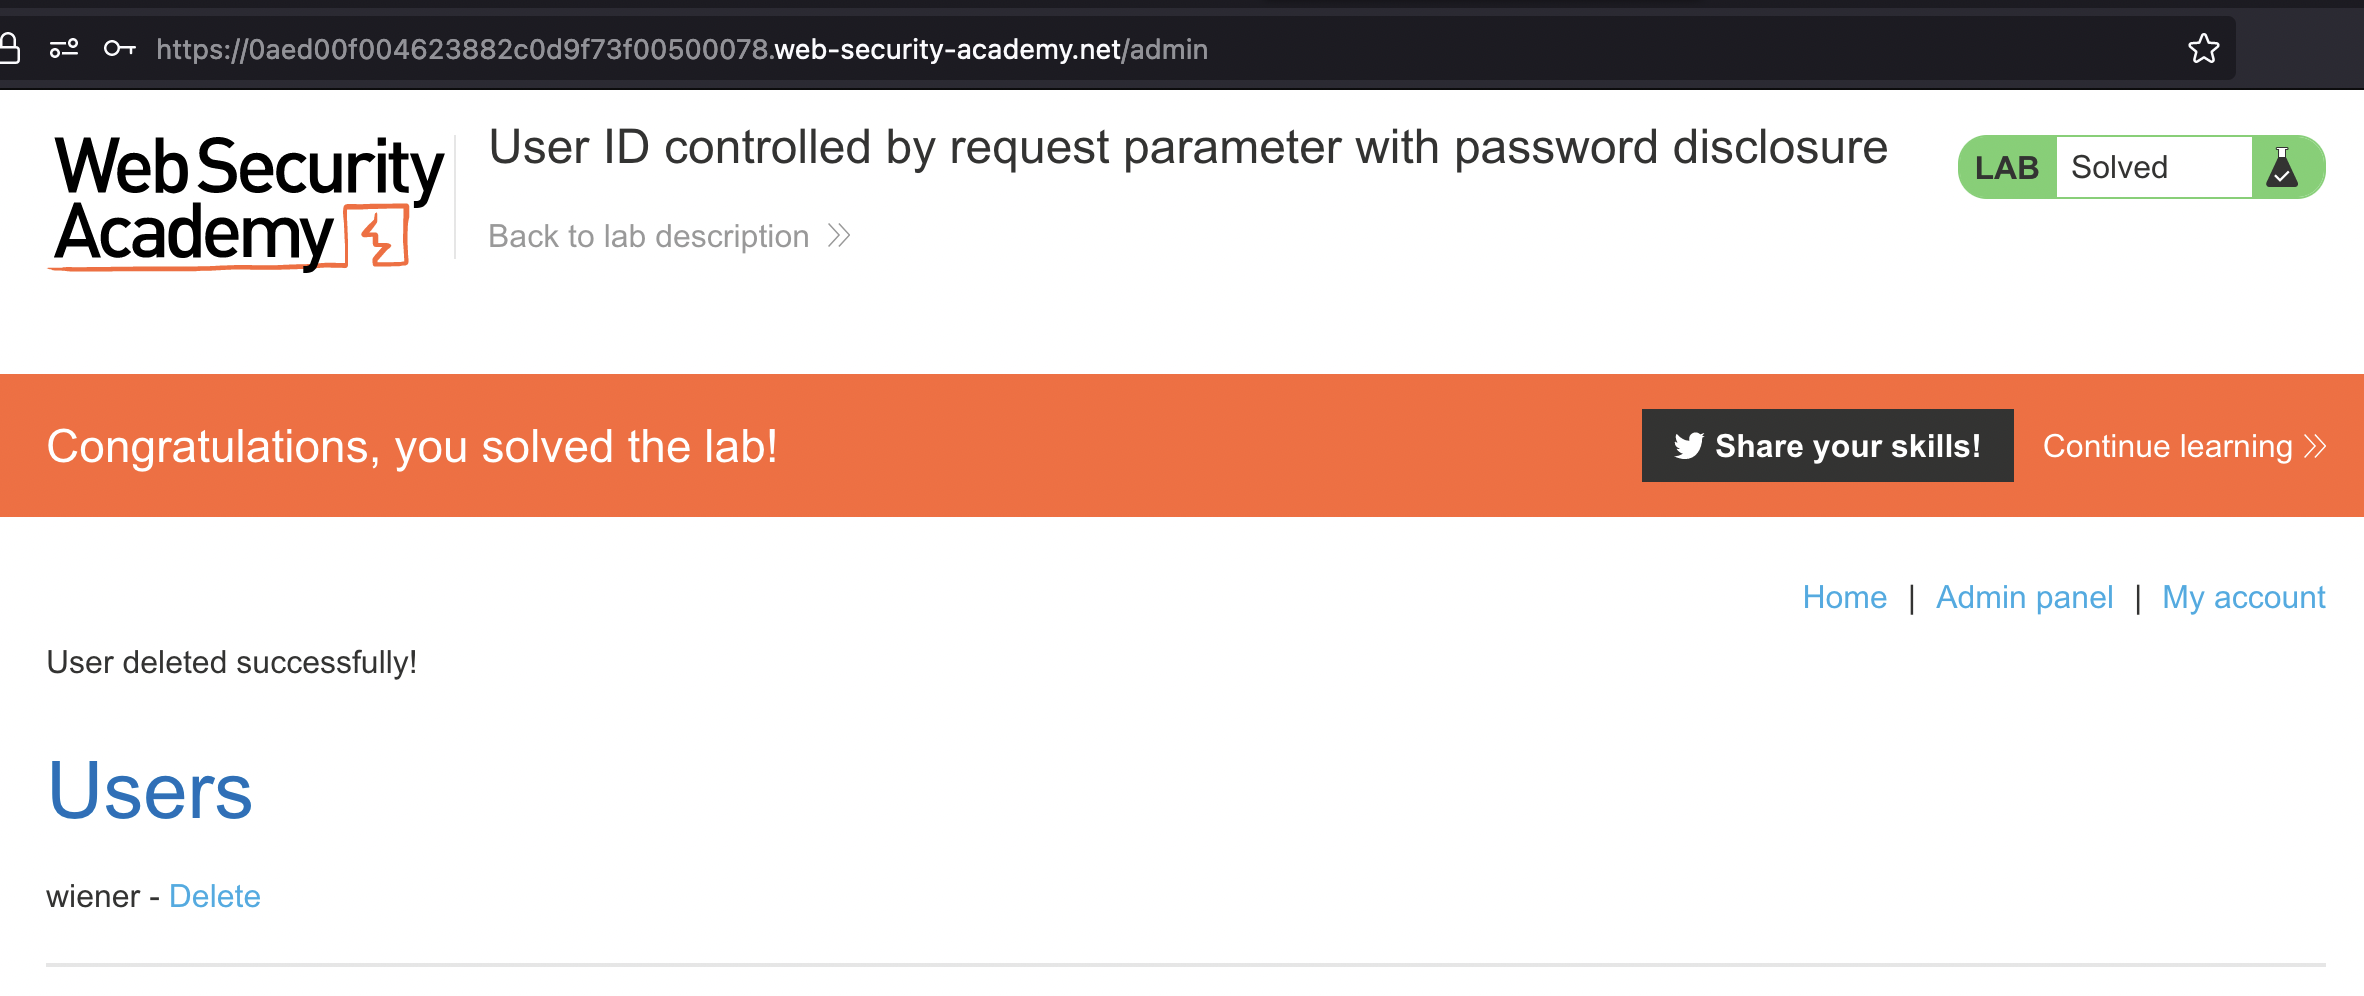 https://0aed00f004623882c0d9f73f00500078.web-security-academy.net/admin
Web Security
Academy
User ID controlled by request parameter with password disclosure
Back to lab description
LAB Solved
Congratulations, you solved the lab!
Share your skills!
Continue learning
Home | Admin panel | My account
User deleted successfully!
Users
wiener - Delete